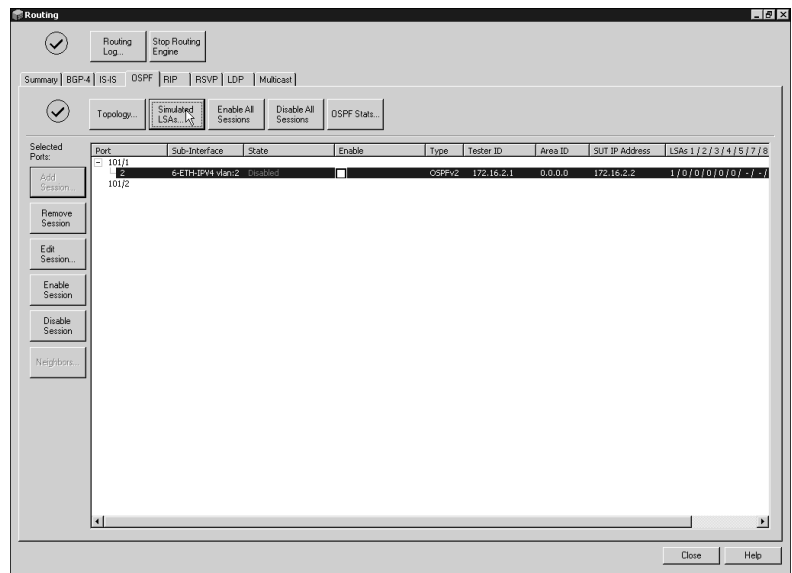 Routing
Routing Log...
Stop Routing Engine
Summary BGP-4 IS-IS OSPF RIP RSVP LDP Multicast
Topology...
Simulated LSAs...
Enable All Sessions
Disable All Sessions
OSPF Stats...
Selected Ports:
Add Session...
Remove Session
Edit Session...
Enable Session
Disable Session
Neighbors...
Port Sub-Interface State Enable Type Tester ID Area ID SUT IP Address LSAs 1 / 2 / 3 / 4 / 5 / 7 / 8
101/1
2 6-ETH-IPV4 vlan:2 Disabled OSPFv2 172.16.2.1 0.0.0.0 172.16.2.2 1 / 0 / 0 / 0 / 0 / 0 / - / - /
101/2
Close Help